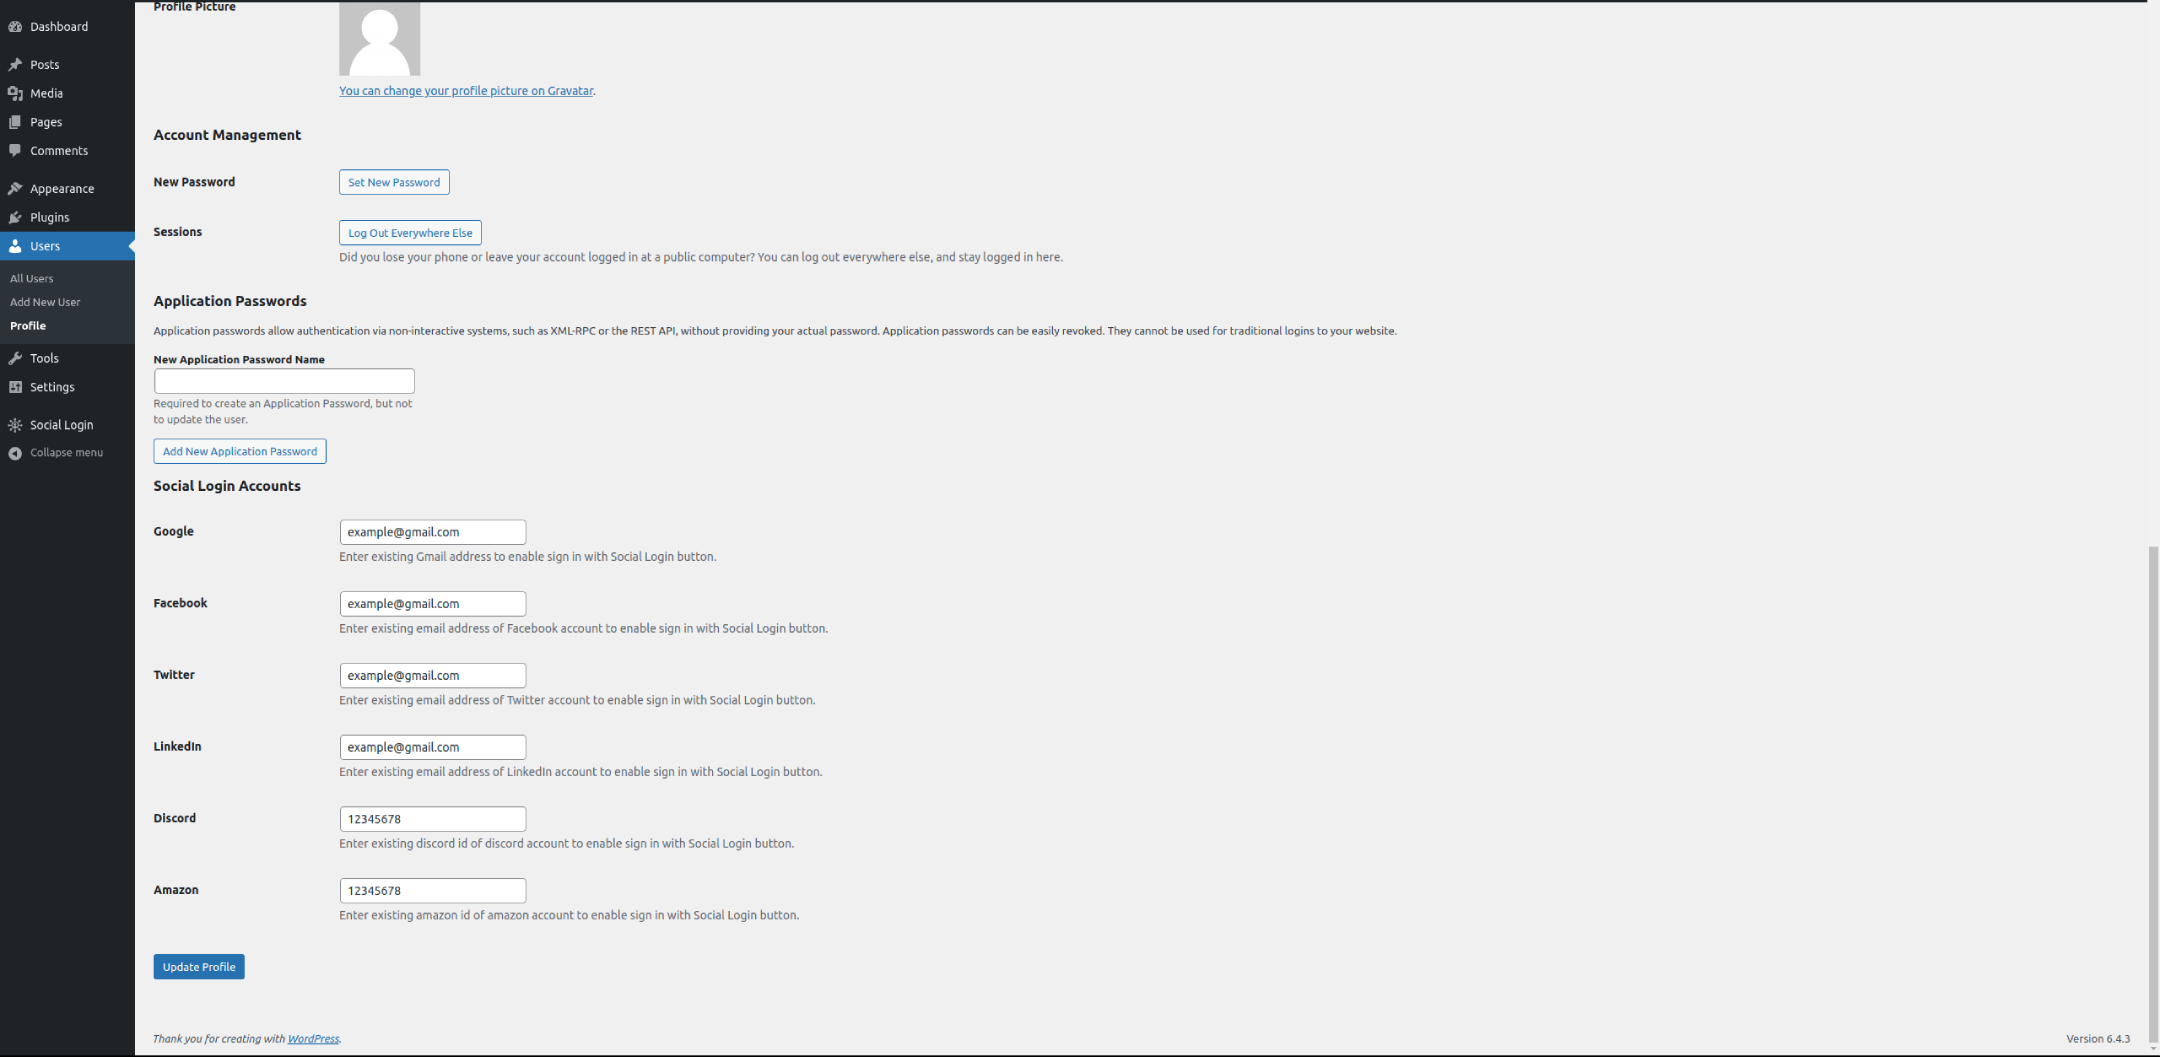 Dashboard
Posts
Media
Pages
Comments
Appearance
Plugins
Users
All Users
Add New User
Profile
Tools
Settings
Social Login
Collapse menu
Profile Picture
You can change your profile picture on Gravatar.
Account Management
New Password
Set New Password
Sessions
Log Out Everywhere Else
Did you lose your phone or leave your account logged in at a public computer? You can log out everywhere else, and stay logged in here.
Application Passwords
Application passwords allow authentication via non-interactive systems, such as XML-RPC or the REST API, without providing your actual password. Application passwords can be easily revoked. They cannot be used for traditional logins to your website.
New Application Password Name
Required to create an Application Password, but not
to update the user.
Add New Application Password
Social Login Accounts
Google
example@gmail.com
Enter existing Gmail address to enable sign in with Social Login button.
Facebook
example@gmail.com
Enter existing email address of Facebook account to enable sign in with Social Login button.
Twitter
example@gmail.com
Enter existing email address of Twitter account to enable sign in with Social Login button.
LinkedIn
example@gmail.com
Enter existing email address of LinkedIn account to enable sign in with Social Login button.
Discord
12345678
Enter existing discord id of discord account to enable sign in with Social Login button.
Amazon
12345678
Enter existing amazon id of amazon account to enable sign in with Social Login button.
Update Profile
Thank you for creating with WordPress.
Version 6.4.3